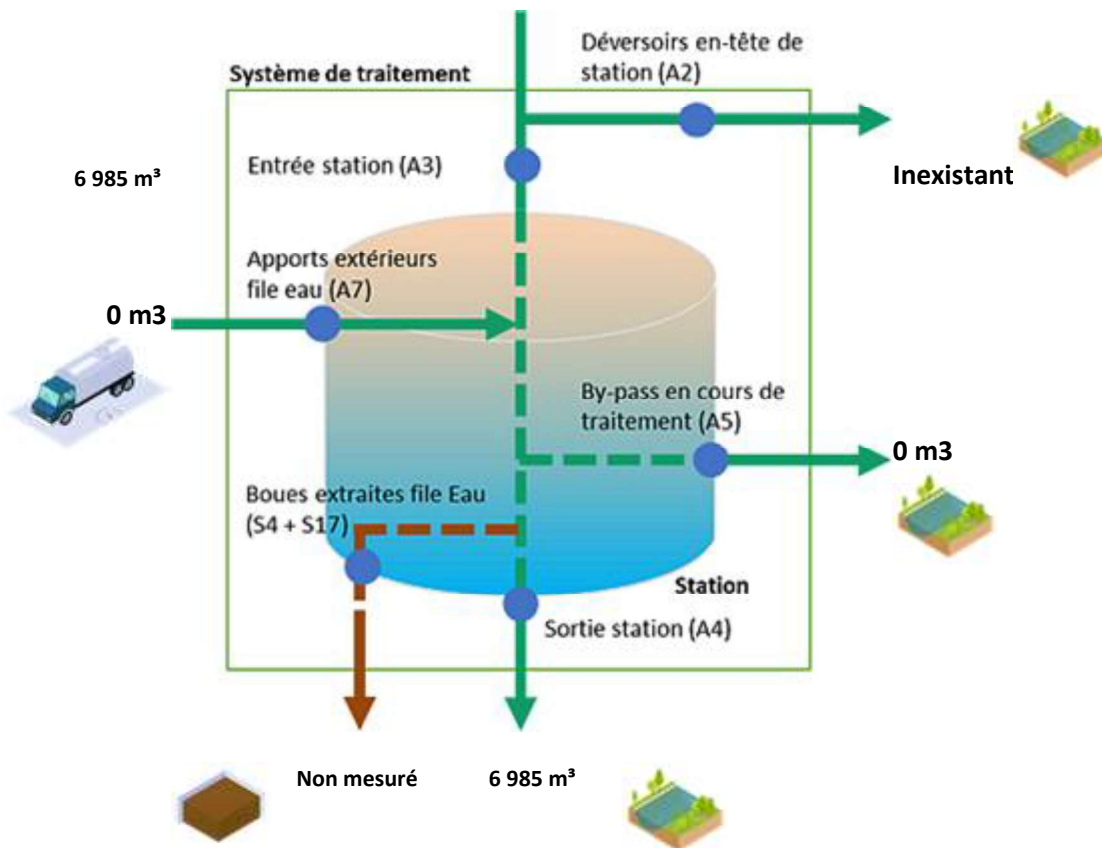 Déversoirs en-tête de
station (A2)
Système de traitement
Entrée station (A3)
6 985 m³
Inexistant
Apports extérieurs
file eau (A7)
0 m3
By-pass en cours de
traitement (A5)
0 m3
Boues extraites file Eau
(S4 + S17)
Station
Sortie station (A4)
Non mesuré
6 985 m³